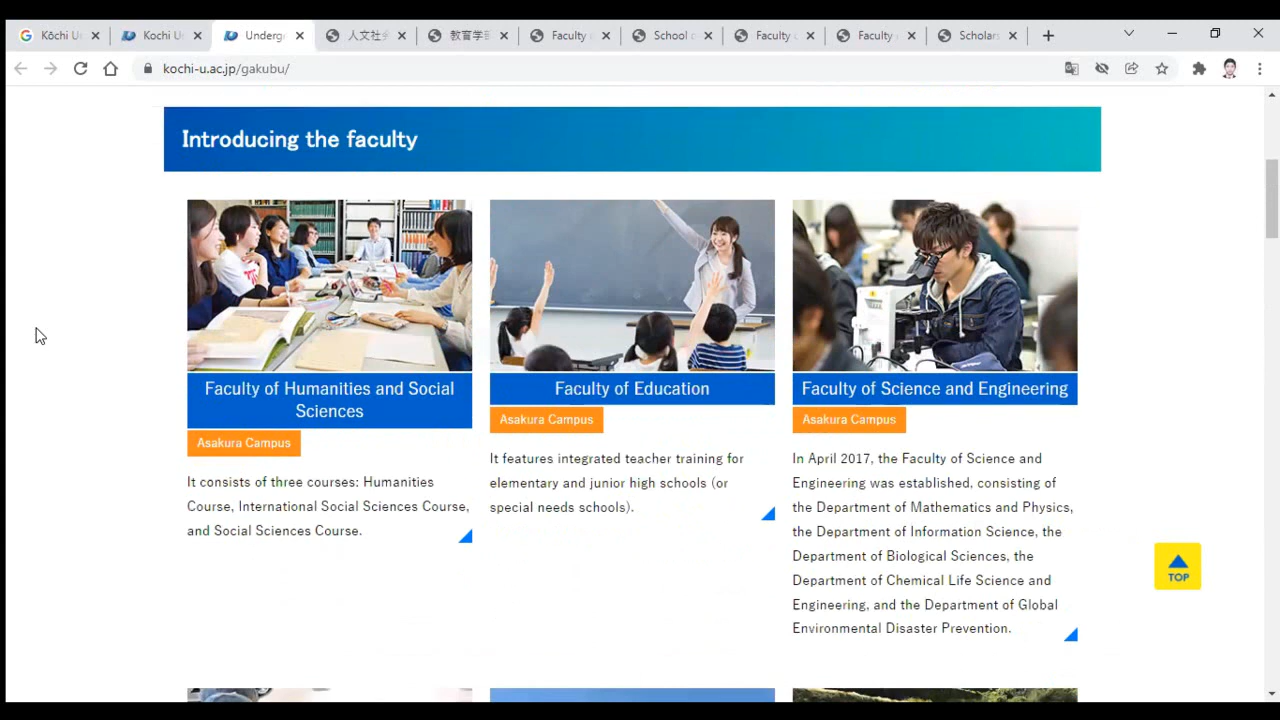 Kōchi U
Kochi U
Underg
人文社
教育学部
Faculty
School
Faculty
Faculty
Scholars
kochi-u.ac.jp/gakubu/
Introducing the faculty
Faculty of Humanities and Social
Sciences
Asakura Campus
It consists of three courses: Humanities
Course, International Social Sciences Course,
and Social Sciences Course.
Faculty of Education
Asakura Campus
It features integrated teacher training for
elementary and junior high schools (or
special needs schools).
Faculty of Science and Engineering
Asakura Campus
In April 2017, the Faculty of Science and
Engineering was established, consisting of
the Department of Mathematics and Physics,
the Department of Information Science, the
Department of Biological Sciences, the
Department of Chemical Life Science and
Engineering, and the Department of Global
Environmental Disaster Prevention.
TOP